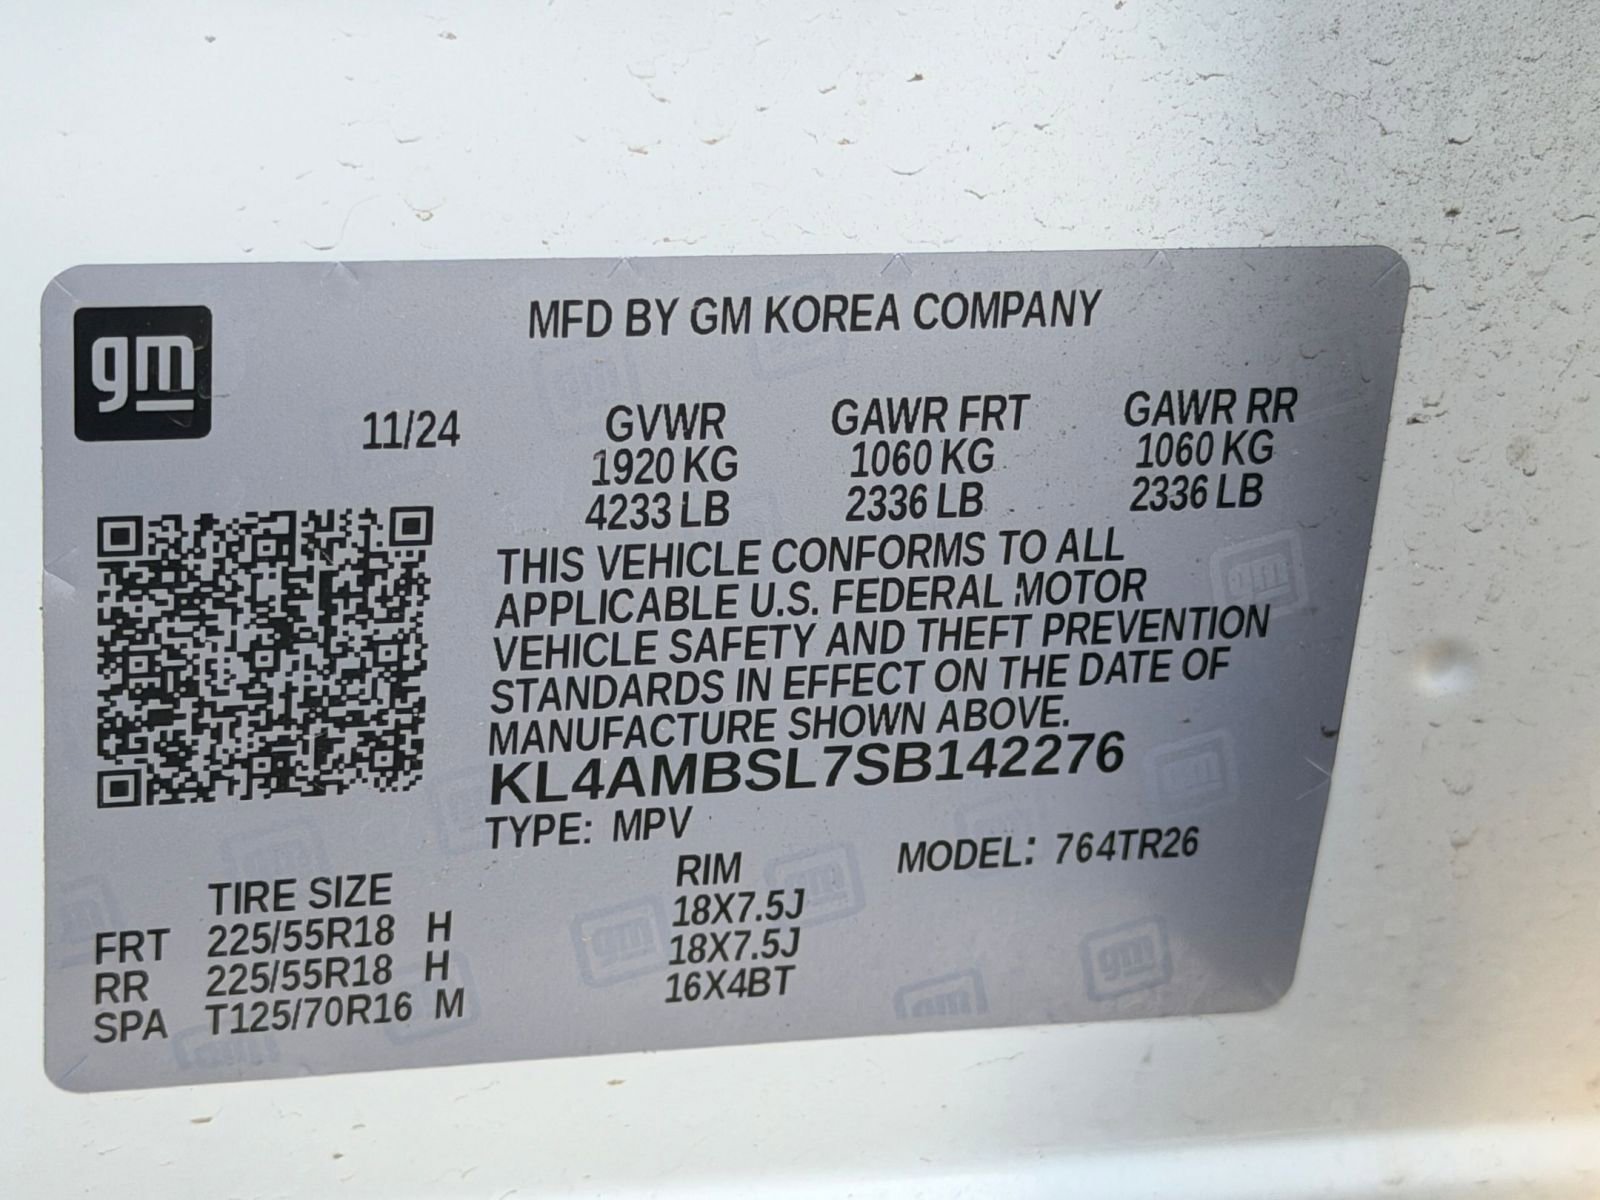 gm
MFD BY GM KOREA COMPANY
11/24 GVWR GAWR FRT GAWR RR
1920 KG 1060 KG 1060 KG
4233 LB 2336 LB 2336 LB
THIS VEHICLE CONFORMS TO ALL
APPLICABLE U.S. FEDERAL MOTOR
VEHICLE SAFETY AND THEFT PREVENTION
STANDARDS IN EFFECT ON THE DATE OF
MANUFACTURE SHOWN ABOVE.
KL4AMBSL7SB142276
TYPE: MPV
MODEL: 764TR26
TIRE SIZE RIM
FRT 225/55R18 H 18X7.5J
RR 225/55R18 H 18X7.5J
SPA T125/70R16 M 16X4BT